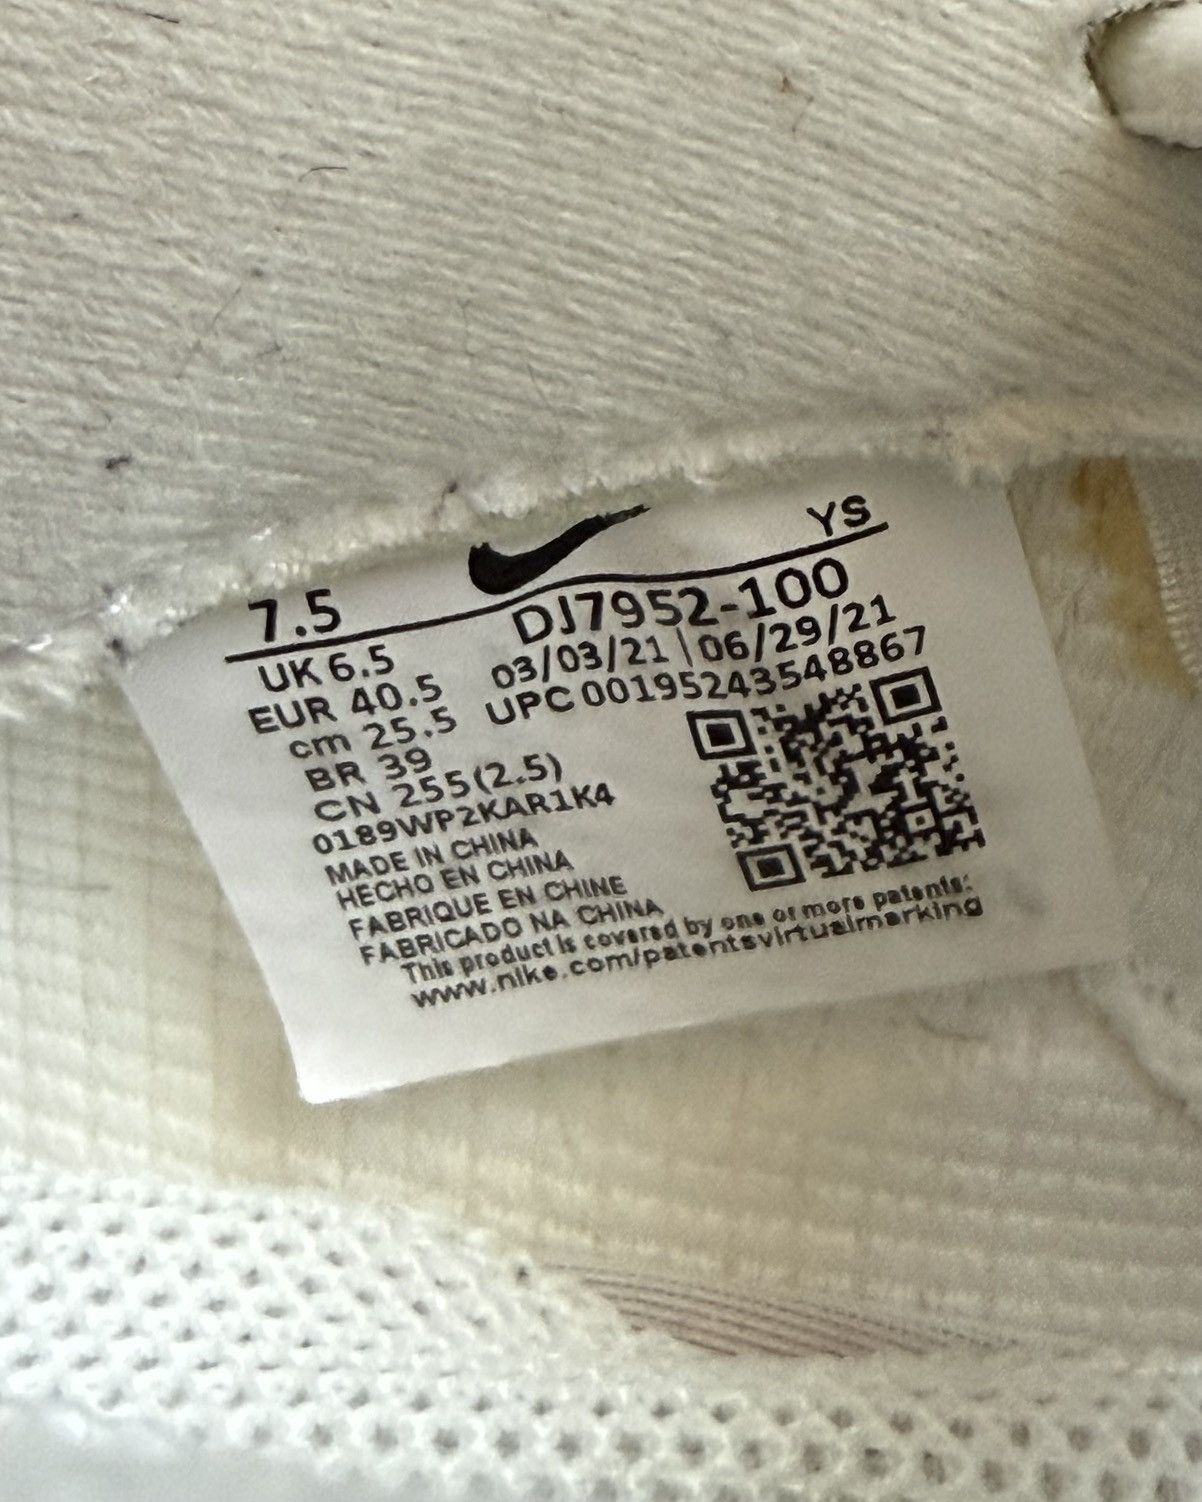 YS
7.5
DJ7952-100
UK 6.5
03/03/21 \ 06/29/21
EUR 40.5
UPC 00195243548867
cm 25.5
BR 39
CN 255(2.5)
0189WP2KAR1K4
MADE IN CHINA
HECHO EN CHINA
FABRIQUE EN CHINE
FABRICADO NA CHINA
This product is covered by one or more patents:
www.nike.com/patentsvirtualmarking